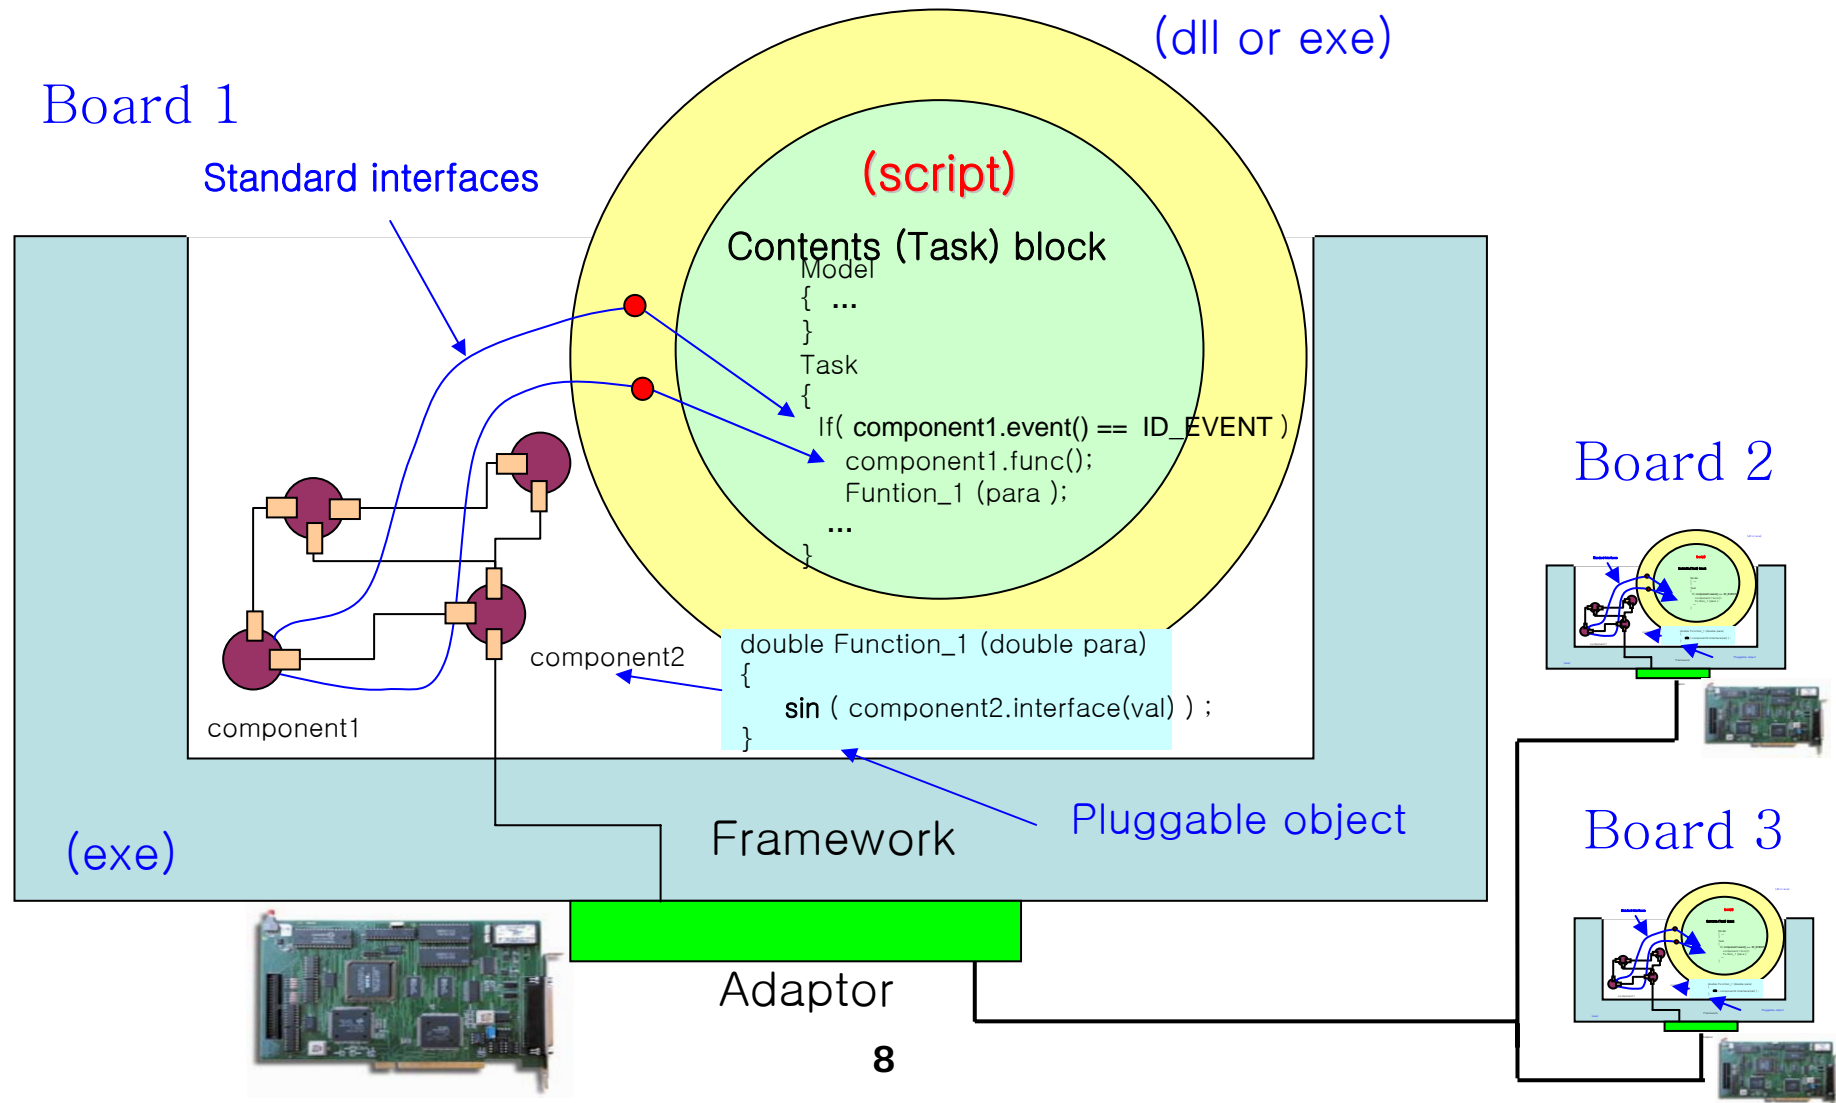 (dll or exe)
Board 1
Standard interfaces
(script)
Contents (Task) block
Model
{ ...
}
Task
{
If( component1.event() == ID_EVENT )
component1.func();
Funtion_1 (para );
...
}
Board 2
component2
double Function_1 (double para)
{
sin ( component2.interface(val) ) ;
}
component1
Pluggable object
Framework
(exe)
Board 3
Adaptor
8